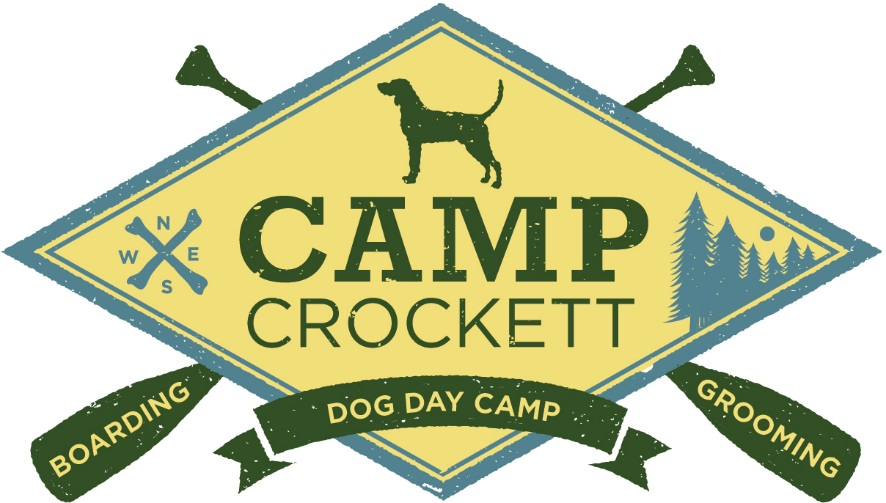 N
W E
S
CAMP
CROCKETT
BOARDING
DOG DAY CAMP
GROOMING